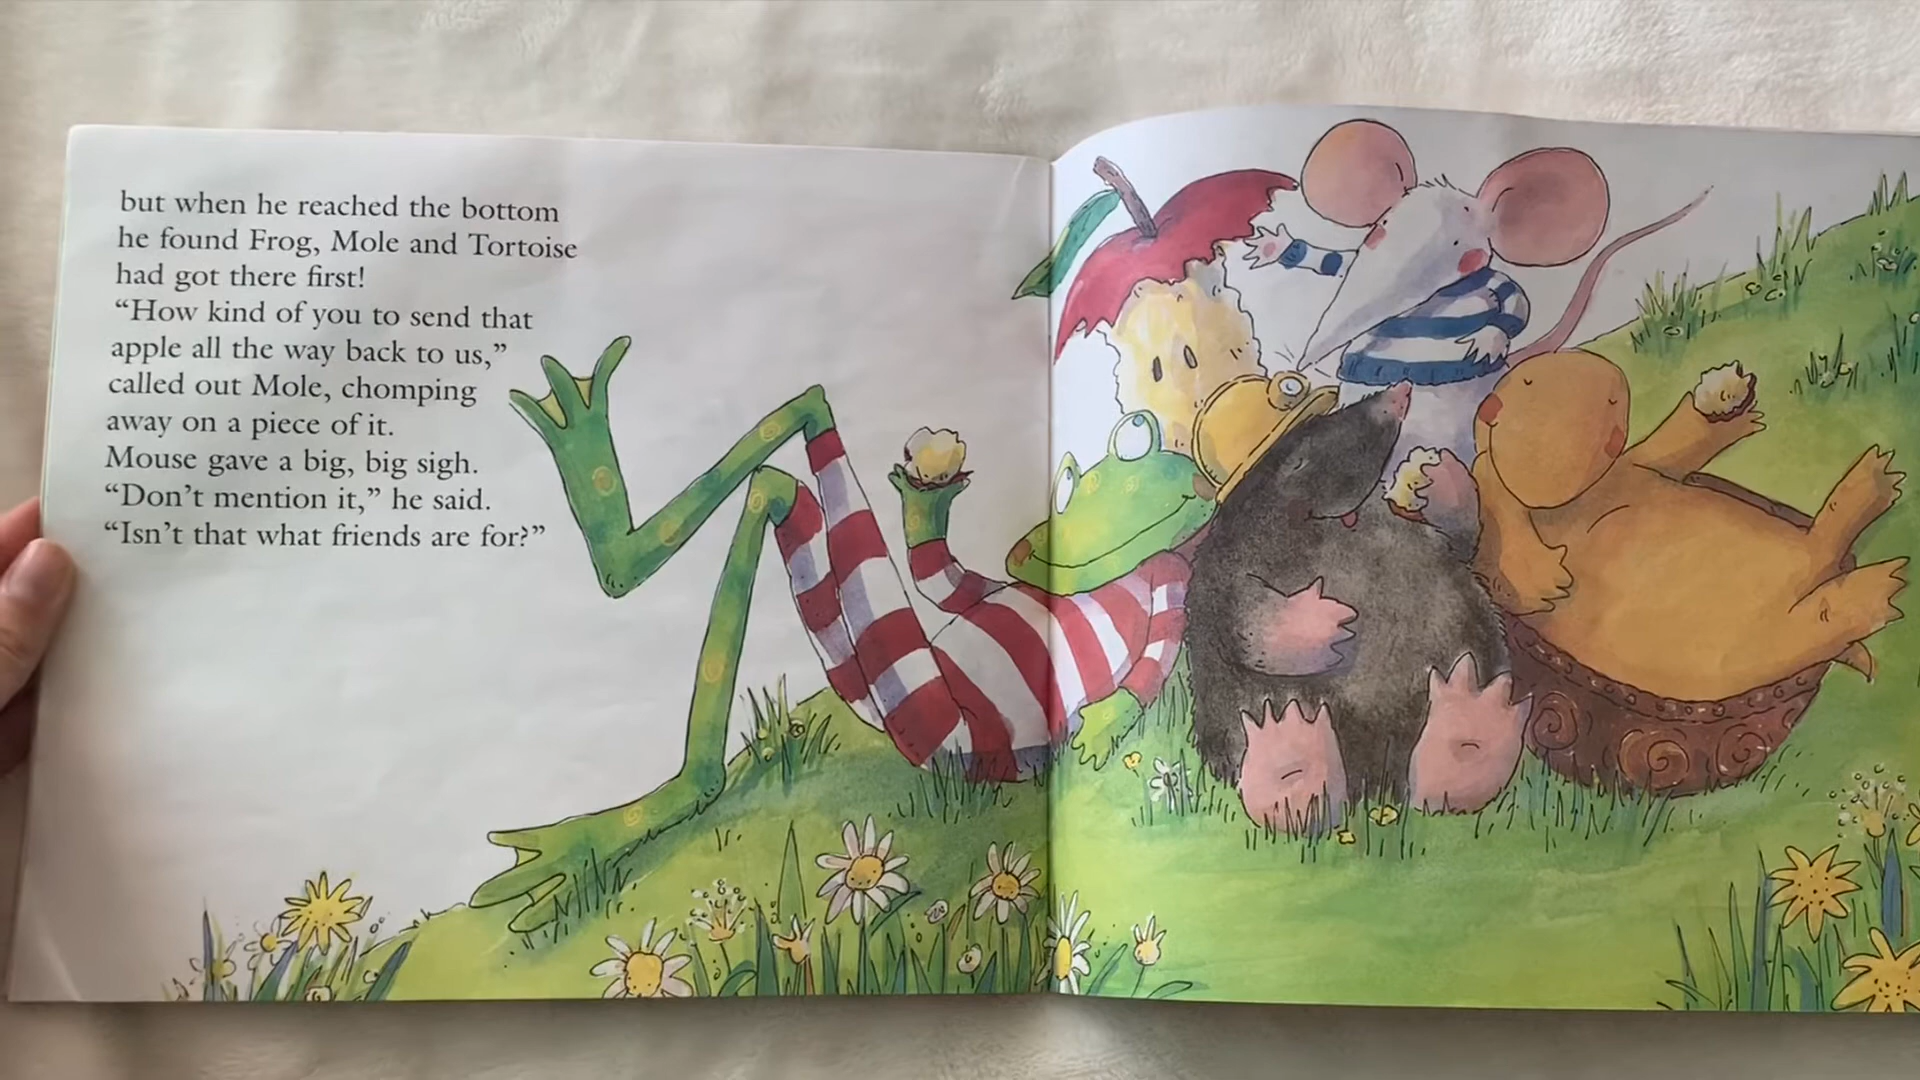 but when he reached the bottom
he found Frog, Mole and Tortoise
had got there first!
“How kind of you to send that
apple all the way back to us,”
called out Mole, chomping
away on a piece of it.
Mouse gave a big, big sigh.
“Don’t mention it,” he said.
“Isn’t that what friends are for?”